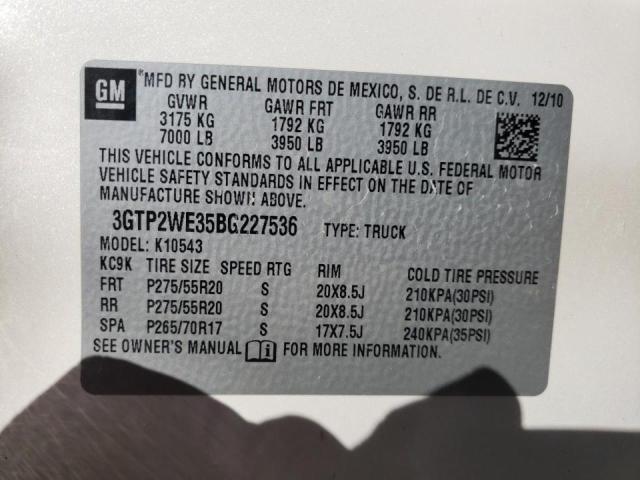 GM
MFD BY GENERAL MOTORS DE MEXICO, S. DE R.L. DE C.V. 12/10
GVWR GAWR FRT GAWR RR
3175 KG 1792 KG 1792 KG
7000 LB 3950 LB 3950 LB
THIS VEHICLE CONFORMS TO ALL APPLICABLE U.S. FEDERAL MOTOR
VEHICLE SAFETY STANDARDS IN EFFECT ON THE DATE OF
MANUFACTURE SHOWN ABOVE.
3GTP2WE35BG227536 TYPE: TRUCK
MODEL: K10543
KC9K TIRE SIZE SPEED RTG RIM COLD TIRE PRESSURE
FRT P275/55R20 S 20X8.5J 210KPA(30PSI)
RR P275/55R20 S 20X8.5J 210KPA(30PSI)
SPA P265/70R17 S 17X7.5J 240KPA(35PSI)
SEE OWNER'S MANUAL FOR MORE INFORMATION.